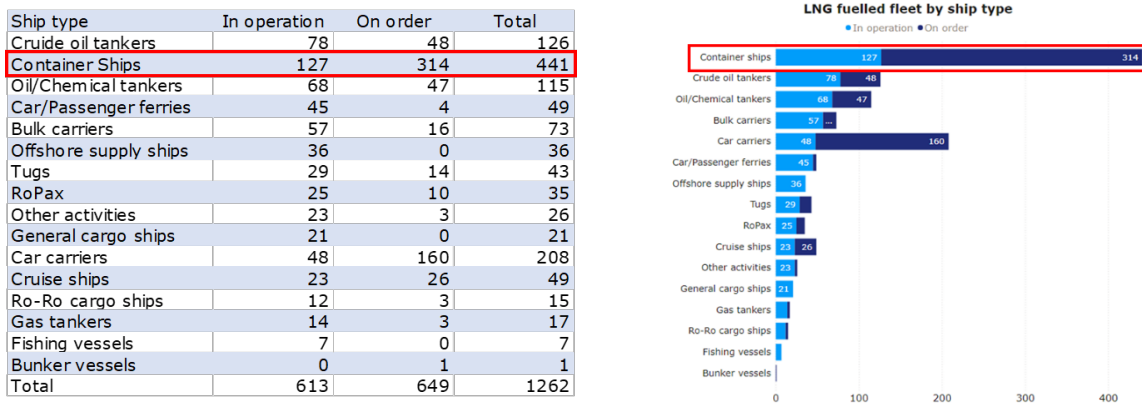 Ship type In operation On order Total
Cruide oil tankers 78 48 126
Container Ships 127 314 441
Oil/Chemical tankers 68 47 115
Car/Passenger ferries 45 4 49
Bulk carriers 57 16 73
Offshore supply ships 36 0 36
Tugs 29 14 43
RoPax 25 10 35
Other activities 23 3 26
General cargo ships 21 0 21
Car carriers 48 160 208
Cruise ships 23 26 49
Ro-Ro cargo ships 12 3 15
Gas tankers 14 3 17
Fishing vessels 7 0 7
Bunker vessels 0 1 1
Total 613 649 1262
LNG fuelled fleet by ship type
In operation On order
Container ships 127 314
Crude oil tankers 78 48
Oil/Chemical tankers 68 47
Bulk carriers 57 ...
Car carriers 48 160
Car/Passenger ferries 45
Offshore supply ships 36
Tugs 29
RoPax 25
Cruise ships 23 26
Other activities 23
General cargo ships 21
Gas tankers
Ro-Ro cargo ships
Fishing vessels
Bunker vessels
0 100 200 300 400